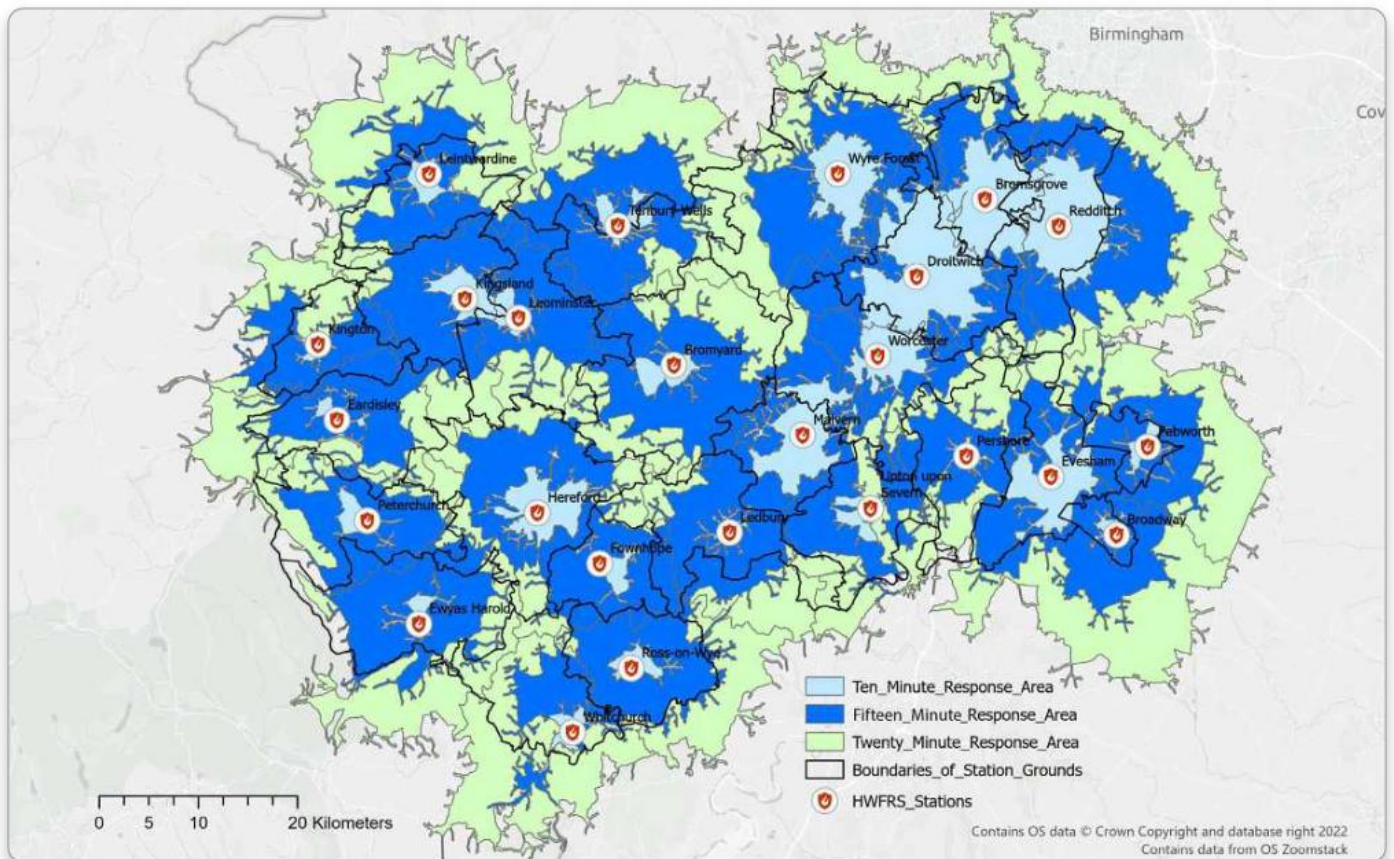 Birmingham
Cov
Leintwardine
Wyre Forest
Bromsgrove
Tenbury Wells
Redditch
Droitwich
Kingsland
Leominster
Kington
Worcester
Bromyard
Eardisley
Malvern
Pebworth
Pershore
Evesham
Upton upon
Severn
Hereford
Peterchurch
Ledbury
Broadway
Fownhope
Ewyas Harold
Ross-on-Wye
Whitchurch
Ten_Minute_Response_Area
Fifteen_Minute_Response_Area
Twenty_Minute_Response_Area
Boundaries_of_Station_Grounds
HWFRS_Stations
0 5 10 20 Kilometers
Contains OS data © Crown Copyright and database right 2022
Contains data from OS Zoomstack